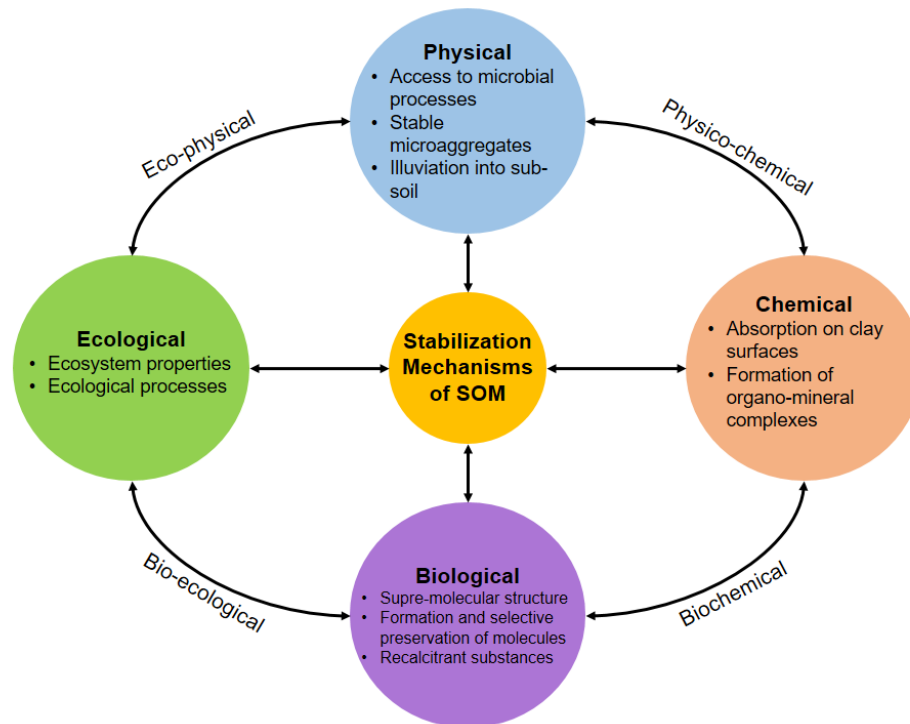 Physical
• Access to microbial
processes
• Stable
microaggregates
• Illuviation into sub-
soil
Eco-physical
Physico-chemical
Ecological
• Ecosystem properties
• Ecological processes
Stabilization
Mechanisms
of SOM
Chemical
• Absorption on clay
surfaces
• Formation of
organo-mineral
complexes
Bio-ecological
Biochemical
Biological
• Supre-molecular structure
• Formation and selective
preservation of molecules
• Recalcitrant substances